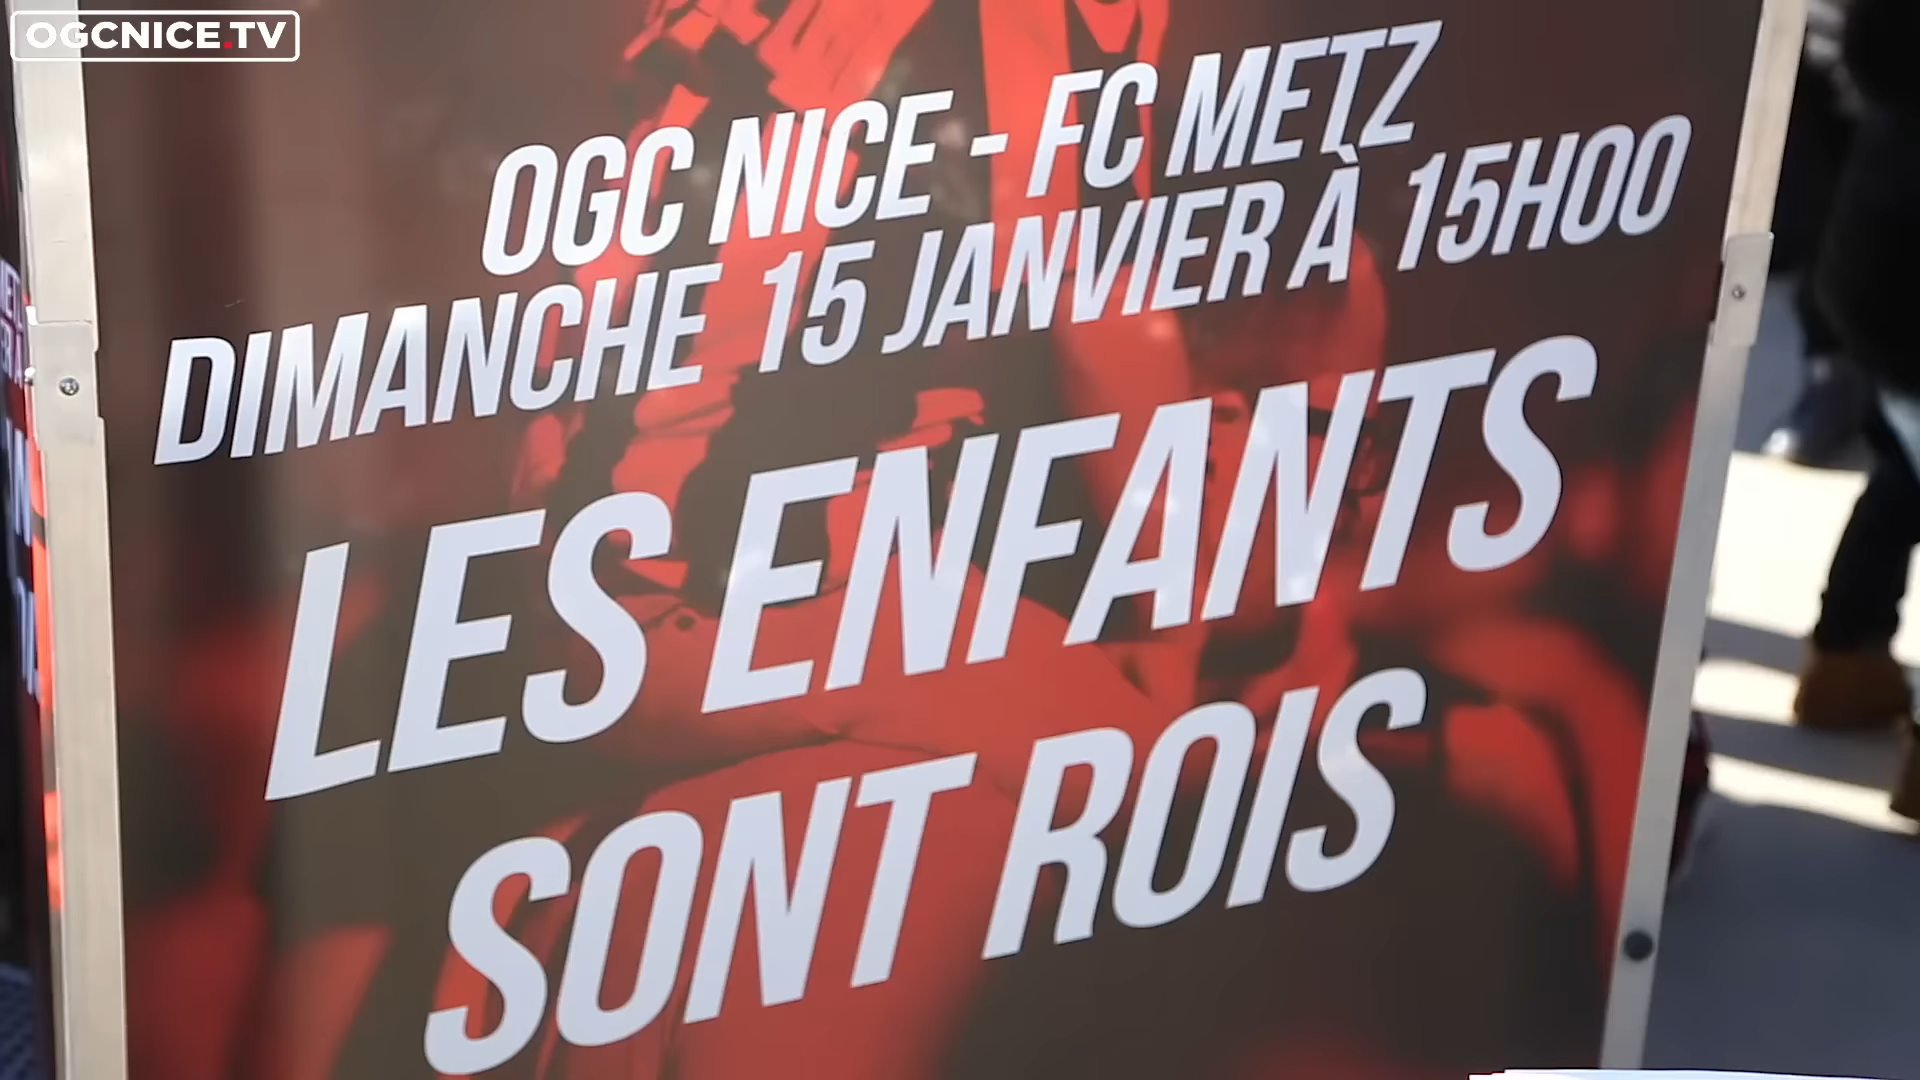 OGCNICE.TV
OGC NICE - FC METZ
DIMANCHE 15 JANVIER À 15H00
LES ENFANTS
SONT ROIS